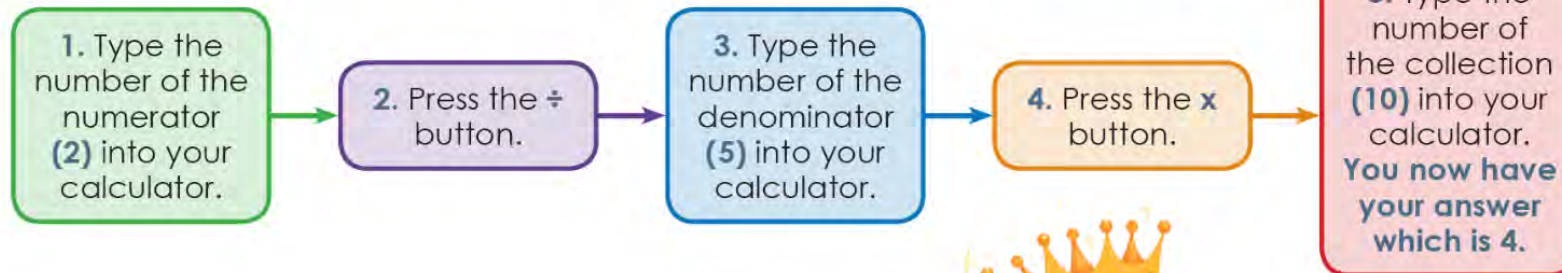 1. Type the
number of the
numerator
(2) into your
calculator.
2. Press the ÷
button.
3. Type the
number of the
denominator
(5) into your
calculator.
4. Press the x
button.
Type the
number of
the collection
(10) into your
calculator.
You now have
your answer
which is 4.